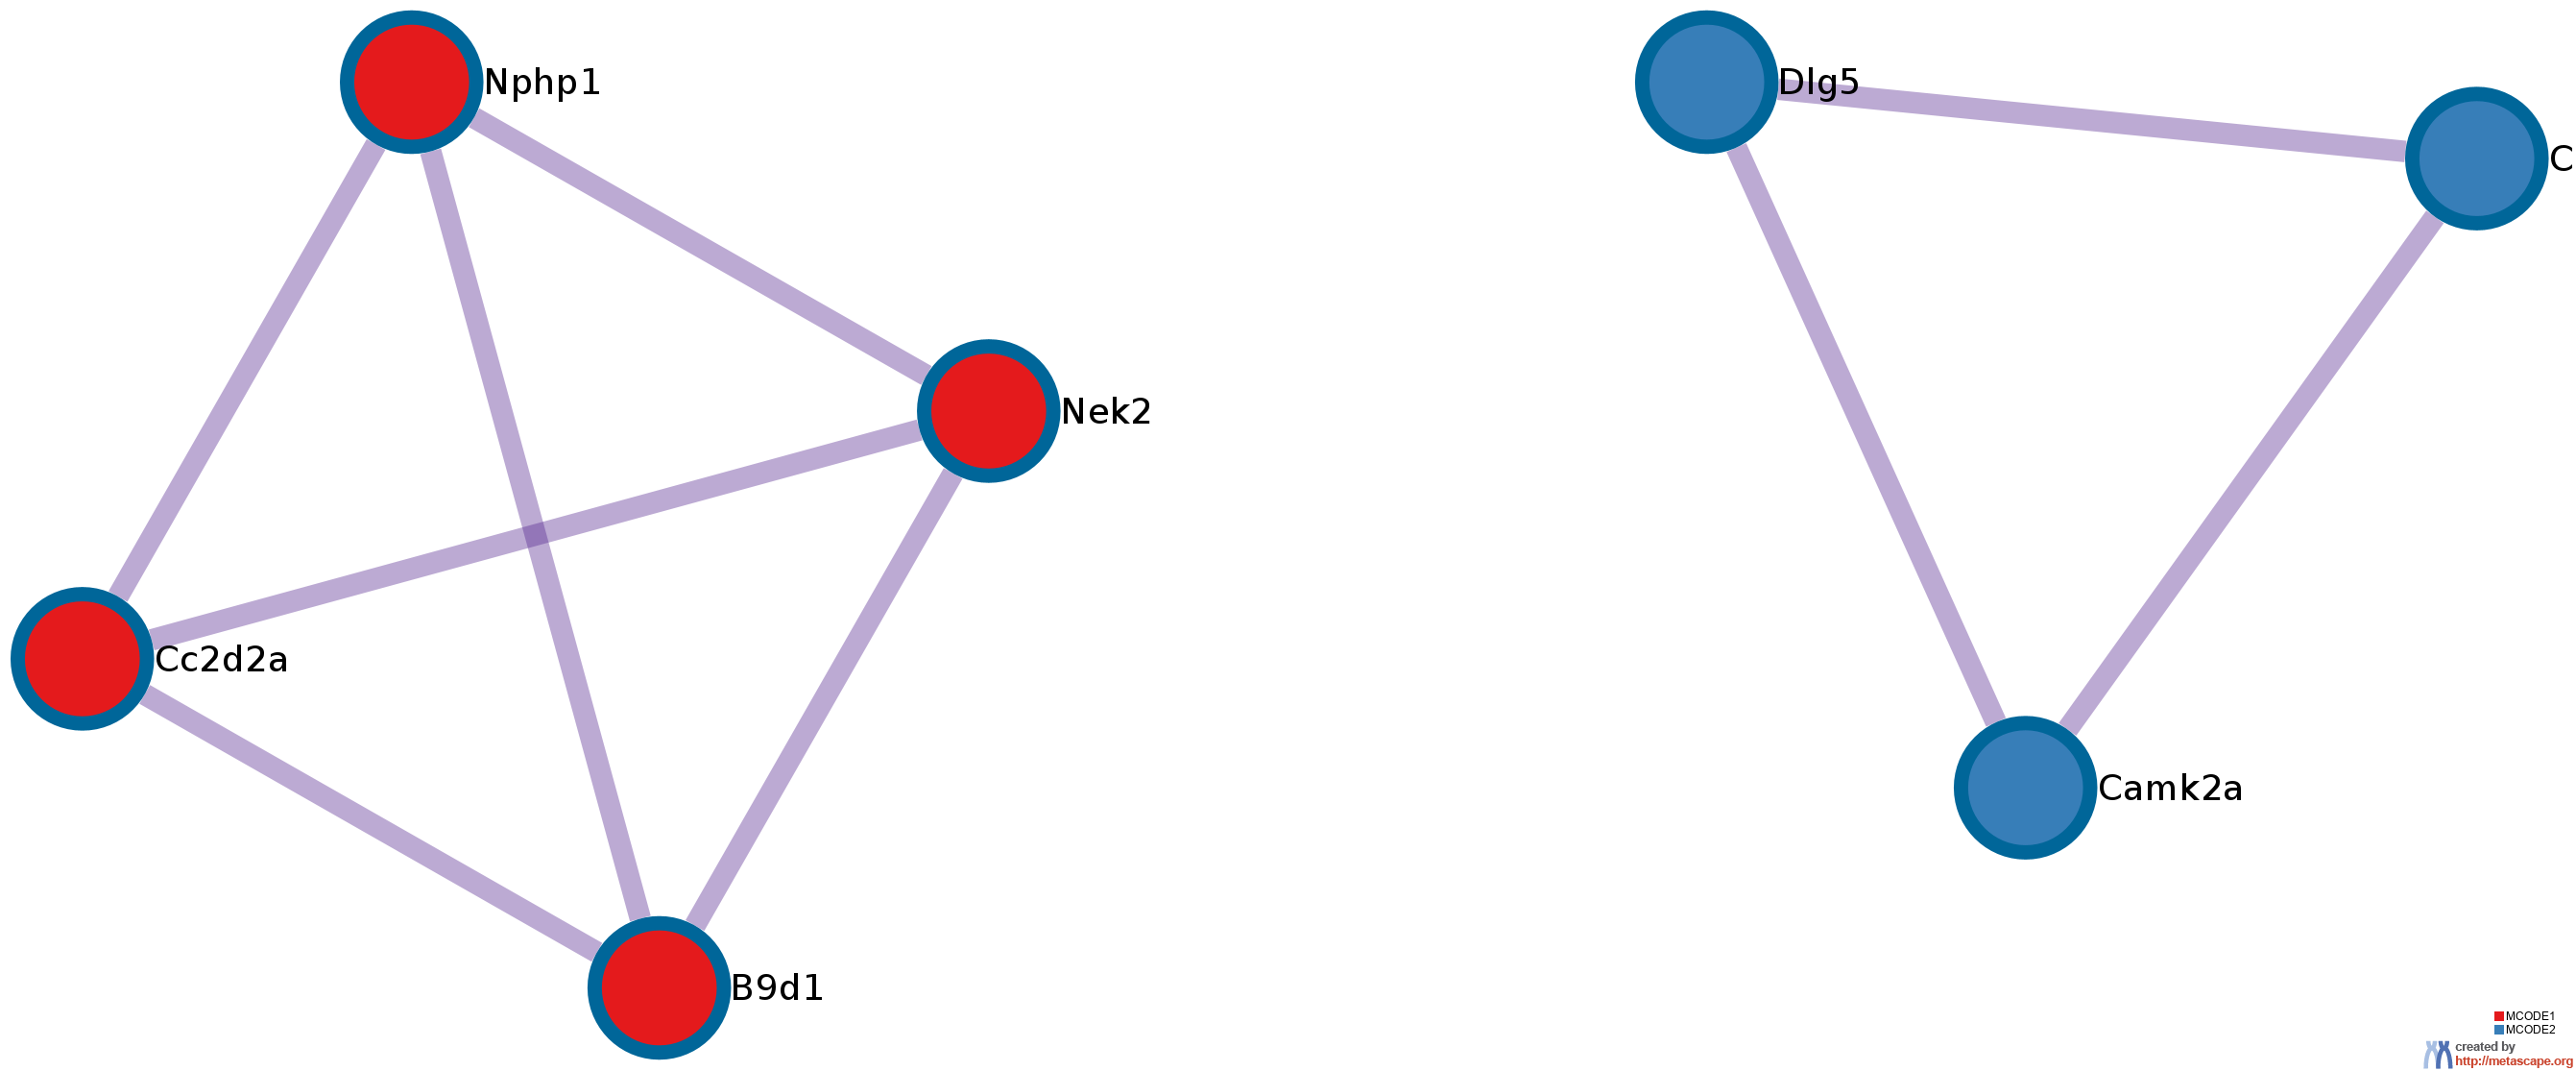 Nphp1
Dlg5
C
Nek2
Cc2d2a
Camk2a
B9d1
MCODE1
MCODE2
created by
http://metascape.org